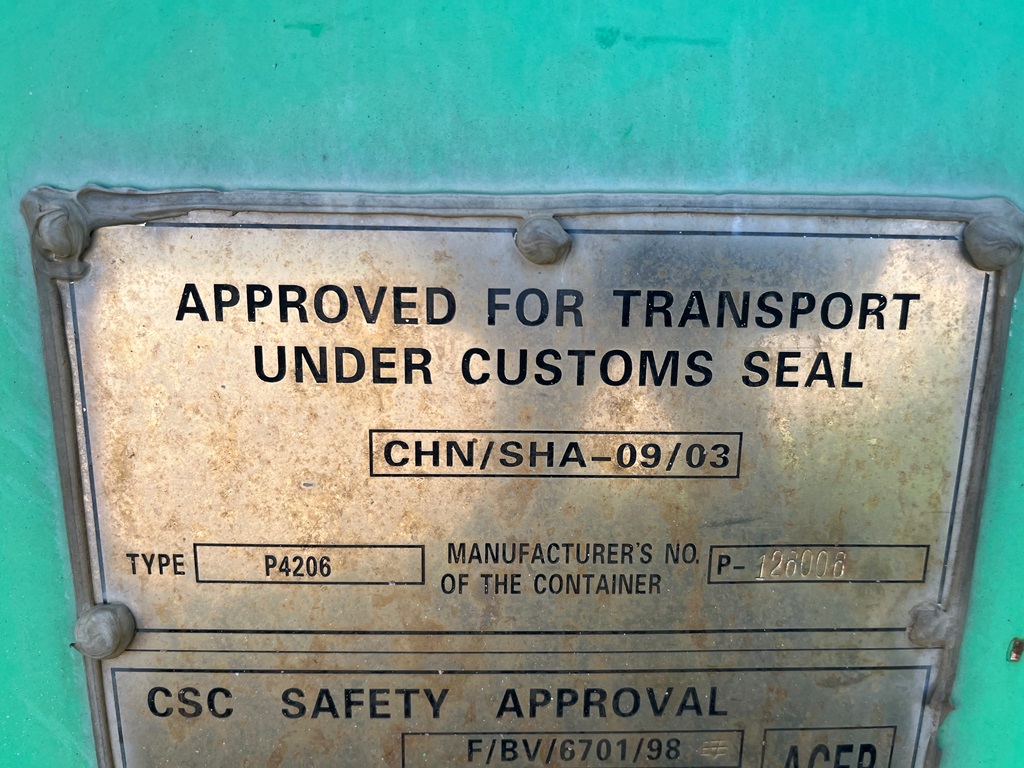 APPROVED FOR TRANSPORT
UNDER CUSTOMS SEAL
CHN/SHA-09/03
TYPE P4206 MANUFACTURER'S NO. P-
OF THE CONTAINER
CSC SAFETY APPROVAL
F/BV/6701/98
ACEP